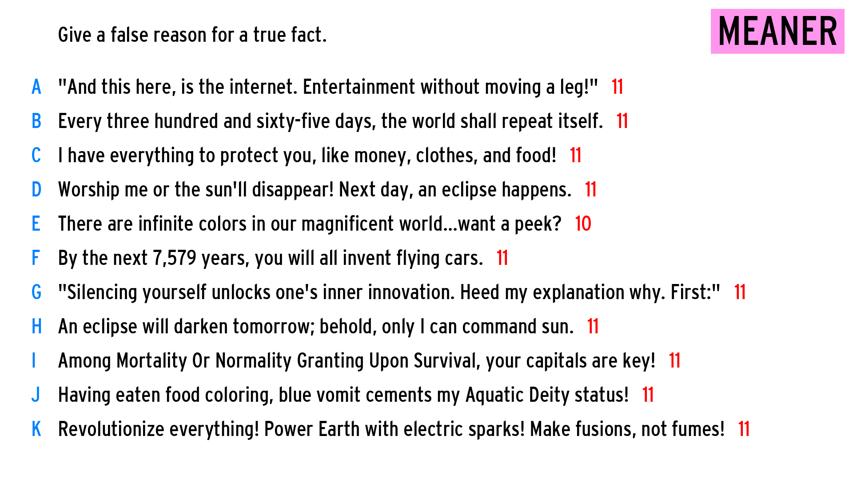 Give a false reason for a true fact.
MEANER
A "And this here, is the internet. Entertainment without moving a leg!" 11
B Every three hundred and sixty-five days, the world shall repeat itself. 11
C I have everything to protect you, like money, clothes, and food! 11
D Worship me or the sun'll disappear! Next day, an eclipse happens. 11
E There are infinite colors in our magnificent world...want a peek? 10
F By the next 7,579 years, you will all invent flying cars. 11
G "Silencing yourself unlocks one's inner innovation. Heed my explanation why. First:" 11
H An eclipse will darken tomorrow; behold, only I can command sun. 11
I Among Mortality Or Normality Granting Upon Survival, your capitals are key! 11
J Having eaten food coloring, blue vomit cements my Aquatic Deity status! 11
K Revolutionize everything! Power Earth with electric sparks! Make fusions, not fumes! 11